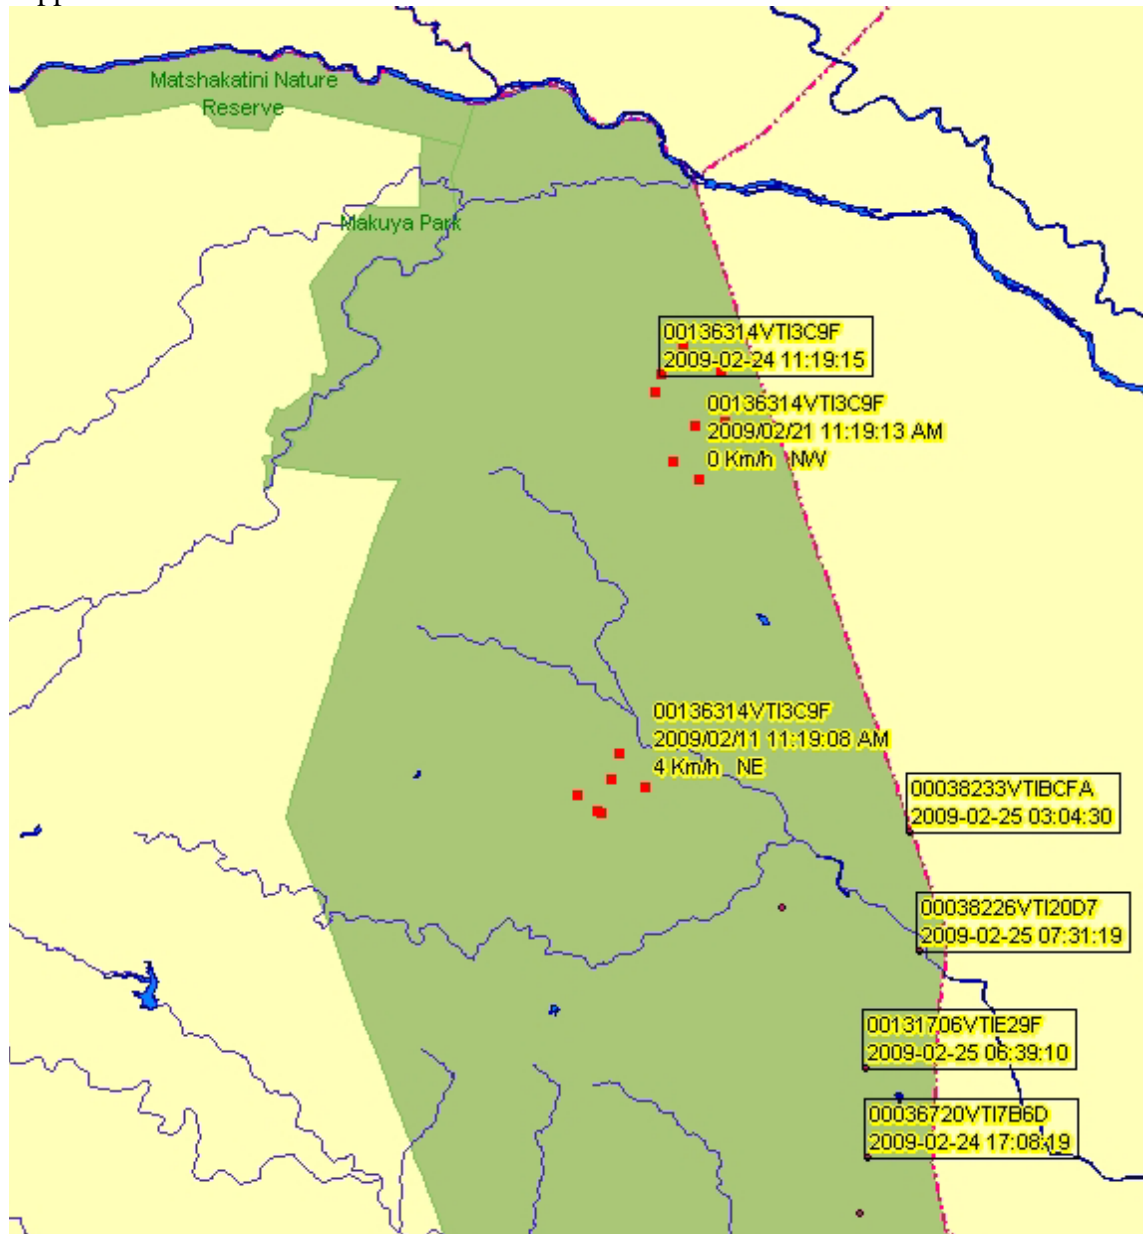 Matshakatini Nature
Reserve
Makuya Park
00136314VTI3C9F
2009-02-24 11:19:15
00136314VTI3C9F
2009/02/21 11:19:13 AM
0 Km/h NW
00136314VTI3C9F
2009/02/11 11:19:08 AM
4 Km/h NE
00038233VTIBCFA
2009-02-25 03:04:30
00038226VTI20D7
2009-02-25 07:31:19
00131706VTIE29F
2009-02-25 06:39:10
00036720VTI7B6D
2009-02-24 17:08:19